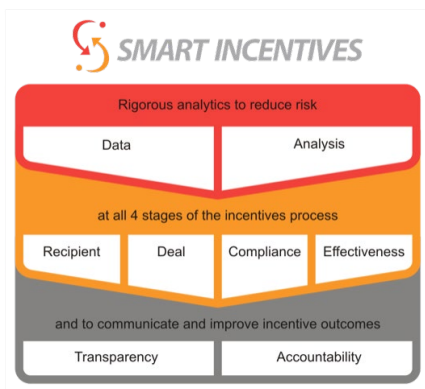 SMART INCENTIVES
Rigorous analytics to reduce risk
Data Analysis
at all 4 stages of the incentives process
Recipient Deal Compliance Effectiveness
and to communicate and improve incentive outcomes
Transparency Accountability